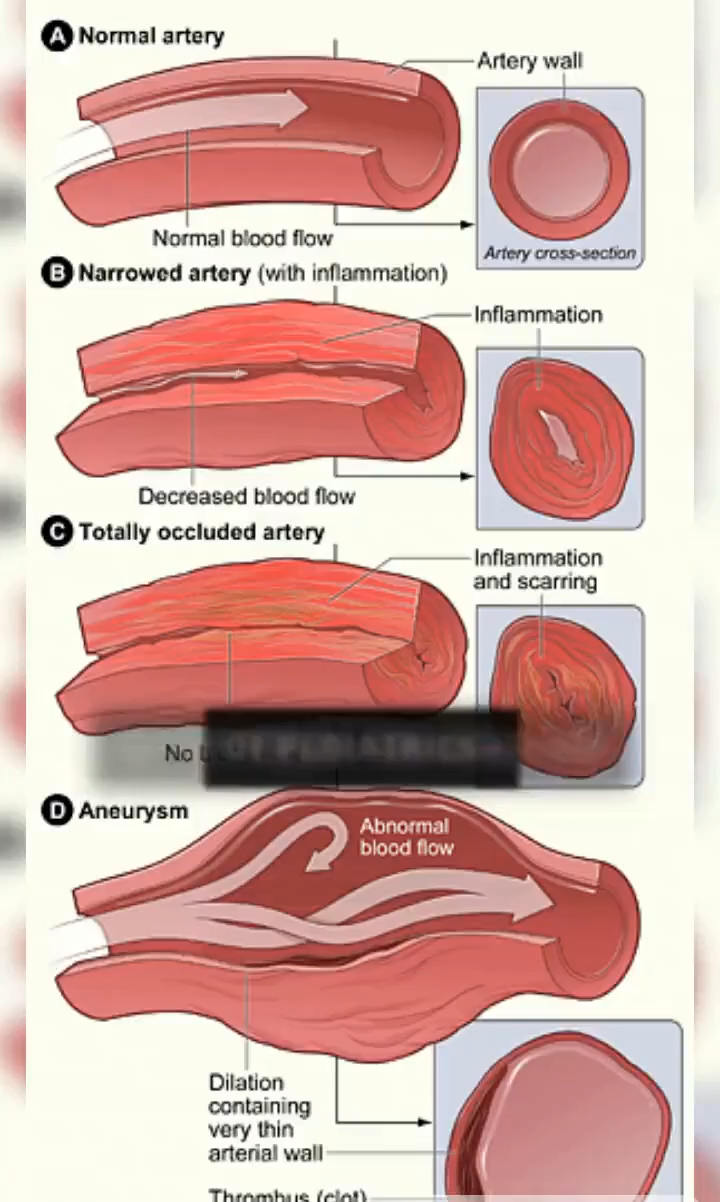 A Normal artery
Artery wall
Normal blood flow
Artery cross-section
B Narrowed artery (with inflammation)
Inflammation
Decreased blood flow
C Totally occluded artery
Inflammation
and scarring
No
D Aneurysm
Abnormal
blood flow
Dilation
containing
very thin
arterial wall
Thrombus (clot)